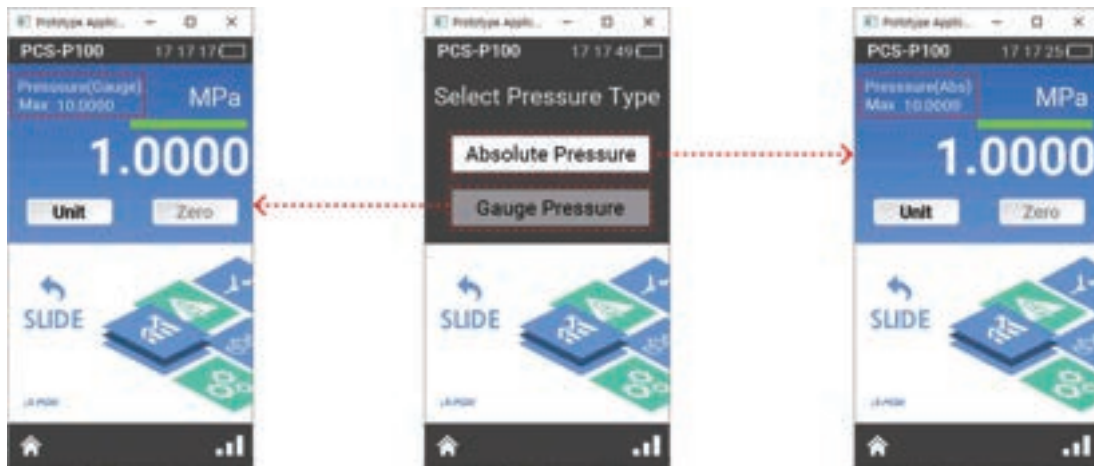 Prototype Applic...
PCS-P100 17 17 17
Pressure(Gauge)
Max 10.0000
MPa
1.0000
Unit Zero
SLIDE
Prototype Applic...
PCS-P100 17 17 49
Select Pressure Type
Absolute Pressure
Gauge Pressure
SLIDE
Prototype Applic...
PCS-P100 17 17 25
Pressure(Abs)
Max 10.0000
MPa
1.0000
Unit Zero
SLIDE